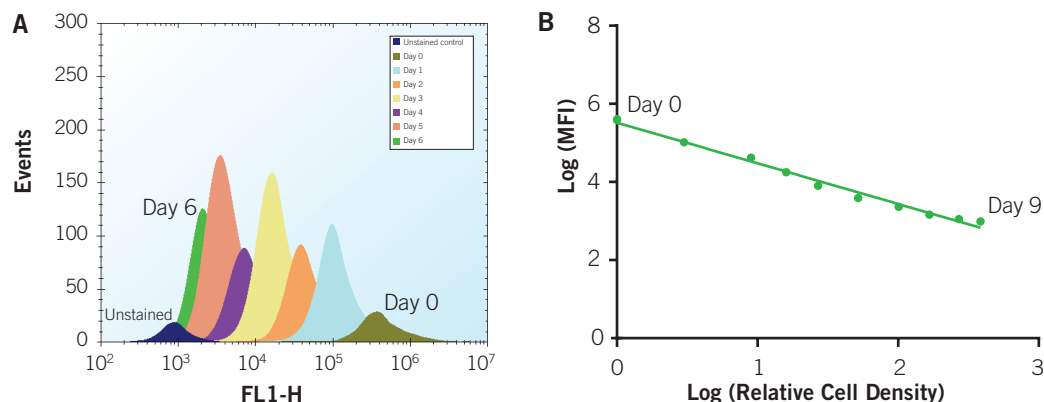 A
300
250
200
150
100
50
0
Events
10²
10³
10⁴
10⁵
10⁶
10⁷
FL1-H
Unstained control
Day 0
Day 1
Day 2
Day 3
Day 4
Day 5
Day 6
Day 6
Unstained
Day 0
B
8
6
4
2
0
Log (MFI)
0
1
2
3
Log (Relative Cell Density)
Day 0
Day 9